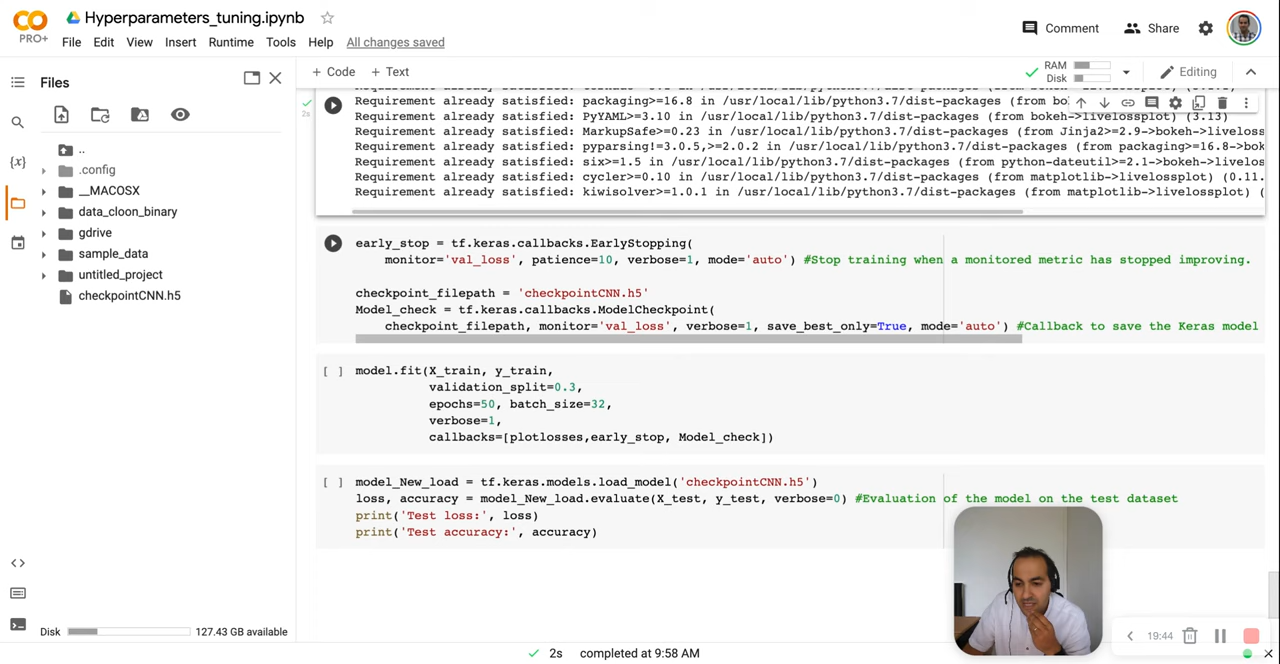 Hyperparameters_tuning.ipynb
PRO+
File Edit View Insert Runtime Tools Help All changes saved
Comment Share
Files
+ Code + Text
RAM
Disk
Editing
..
.config
__MACOSX
data_cloon_binary
gdrive
sample_data
untitled_project
checkpointCNN.h5
Disk 127.43 GB available
{x}
2s
Requirement already satisfied: packaging>=16.8 in /usr/local/lib/python3.7/dist-packages (from
Requirement already satisfied: PyYAML>=3.10 in /usr/local/lib/python3.7/dist-packages (from bokeh->livelossplot) (3.13)
Requirement already satisfied: MarkupSafe>=0.23 in /usr/local/lib/python3.7/dist-packages (from Jinja2>=2.9->bokeh->liveloss
Requirement already satisfied: pyparsing!=3.0.5,>=2.0.2 in /usr/local/lib/python3.7/dist-packages (from packaging>=16.8->bok
Requirement already satisfied: six>=1.5 in /usr/local/lib/python3.7/dist-packages (from python-dateutil>=2.1->bokeh->livelos
Requirement already satisfied: cycler>=0.10 in /usr/local/lib/python3.7/dist-packages (from matplotlib->livelossplot) (0.11.
Requirement already satisfied: kiwisolver>=1.0.1 in /usr/local/lib/python3.7/dist-packages (from matplotlib->livelossplot) (
early_stop = tf.keras.callbacks.EarlyStopping(
monitor='val_loss', patience=10, verbose=1, mode='auto') #Stop training when a monitored metric has stopped improving.
checkpoint_filepath = 'checkpointCNN.h5'
Model_check = tf.keras.callbacks.ModelCheckpoint(
checkpoint_filepath, monitor='val_loss', verbose=1, save_best_only=True, mode='auto') #Callback to save the Keras model
[ ] model.fit(X_train, y_train,
validation_split=0.3,
epochs=50, batch_size=32,
verbose=1,
callbacks=[plotlosses,early_stop, Model_check])
[ ] model_New_load = tf.keras.models.load_model('checkpointCNN.h5')
loss, accuracy = model_New_load.evaluate(X_test, y_test, verbose=0) #Evaluation of the model on the test dataset
print('Test loss:', loss)
print('Test accuracy:', accuracy)
19:44
2s completed at 9:58 AM